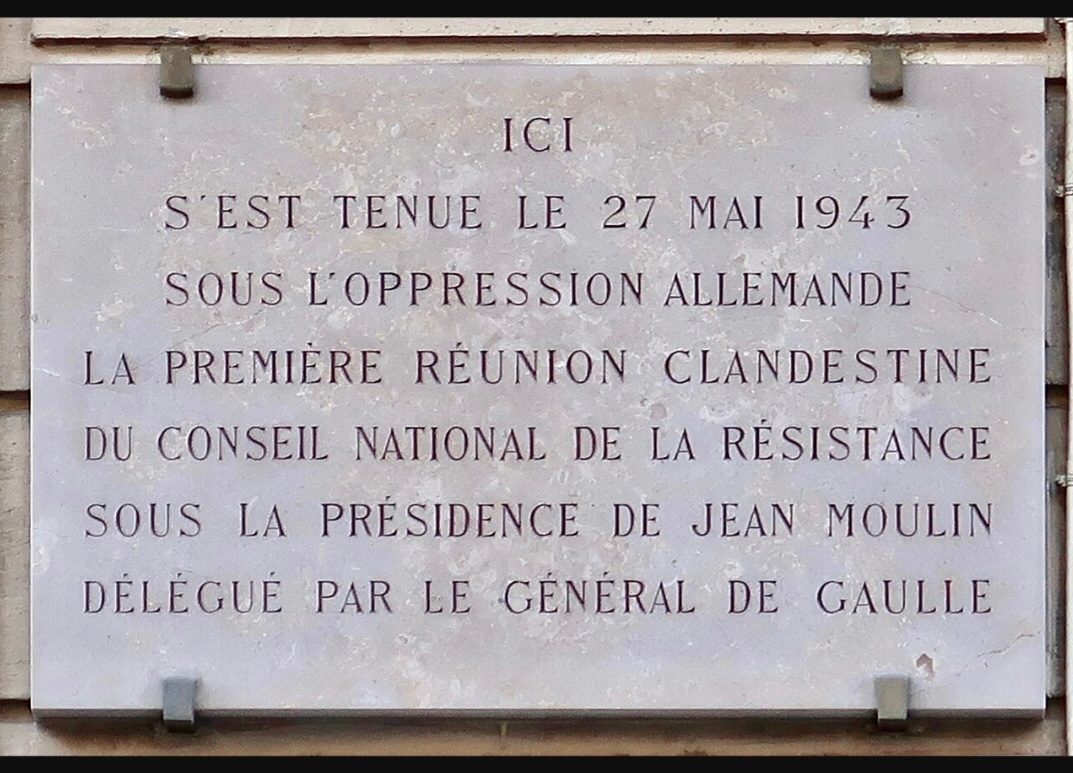 ICI
S'EST TENUE LE 27 MAI 1943
SOUS L'OPPRESSION ALLEMANDE
LA PREMIÈRE RÉUNION CLANDESTINE
DU CONSEIL NATIONAL DE LA RÉSISTANCE
SOUS LA PRÉSIDENCE DE JEAN MOULIN
DÉLÉGUÉ PAR LE GÉNÉRAL DE GAULLE